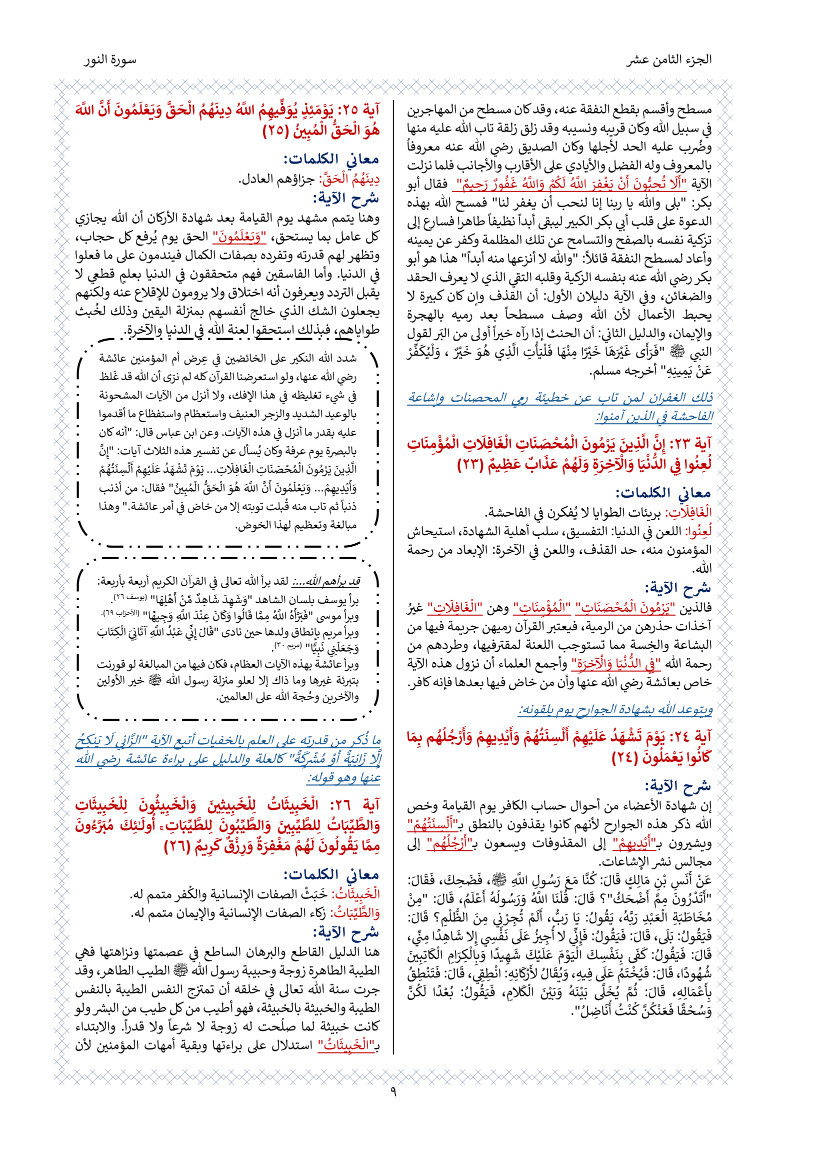 الجزء الثامن عشر
سورة النور
مسطح وأقسم بقطع النفقة عنه، وقد كان مسطح من المهاجرين
في سبيل الله وكان قريبه ونسيبه وقد زلق زلقة تاب الله عليه منها
وضُرب عليه الحد لأجلها وكان الصديق رضي الله عنه معروفاً
بالمعروف وله الفضل والأيادي على الأقارب والأجانب فلما نزلت
الآية "أَلَا تُحِبُّونَ أَنْ يَغْفِرَ اللَّهُ لَكُمْ وَاللَّهُ غَفُورٌ رَحِيمٌ" فقال أبو
بكر: "بلى والله يا ربنا إنا لنحب أن يغفر لنا" فمسح الله بهذه
الدعوة على قلب أبي بكر الكبير ليبقى أبداً نظيفاً طاهرا فسارع إلى
تزكية نفسه بالصفح والتسامح عن تلك المظلمة وكفر عن يمينه
وأعاد لمسطح النفقة قائلاً: "والله لا أنزعها منه أبداً" هذا هو أبو
بكر رضي الله عنه بنفسه الزكية وقلبه التقي الذي لا يعرف الحقد
والضغائن، وفي الآية دليلان الأول: أن القذف وإن كان كبيرة لا
يحبط الأعمال لأن الله وصف مسطحاً بعد رميه بالهجرة
والإيمان، والدليل الثاني: أن الحنث إذا رآه خيراً أولى من البَر لقول
النبي ﷺ "فَرَأَى غَيْرَهَا خَيْرًا مِنْهَا فَلْيَأْتِ الَّذِي هُوَ خَيْرٌ ، وَلْيُكَفِّرْ
عَنْ يَمِينِهِ" أخرجه مسلم.
ذلك الغفران لمن تاب عن خطيئة رمي المحصنات وإشاعة
الفاحشة في الذين آمنوا:
آية ٢٣: إِنَّ الَّذِينَ يَرْمُونَ الْمُحْصَنَاتِ الْغَافِلَاتِ الْمُؤْمِنَاتِ
لُعِنُوا فِي الدُّنْيَا وَالْآخِرَةِ وَلَهُمْ عَذَابٌ عَظِيمٌ (٢٣)
معاني الكلمات:
الْغَافِلَاتِ: بريئات الطوايا لا يُفكرن في الفاحشة.
لُعِنُوا: اللعن في الدنيا: التفسيق، سلب أهلية الشهادة، استيحاش
المؤمنون منه، حد القذف، واللعن في الآخرة: الإبعاد من رحمة
الله.
شرح الآية:
فالذين "يَرْمُونَ الْمُحْصَنَاتِ" "الْمُؤْمِنَاتِ" وهن "الْغَافِلَاتِ" غيرُ
آخذات حذرهن من الرمية، فيعتبر القرآن رميهن جريمة فيها من
البشاعة والخِسة مما تستوجب اللعنة لمقترفيها، وطردهم من
رحمة الله "فِي الدُّنْيَا وَالْآخِرَةِ" وأجمع العلماء أن نزول هذه الآية
خاص بعائشة رضي الله عنها وأن من خاض فيها بعدها فإنه كافر.
ويتوعد الله بشهادة الجوارح يوم يلقونه:
آية ٢٤: يَوْمَ تَشْهَدُ عَلَيْهِمْ أَلْسِنَتُهُمْ وَأَيْدِيهِمْ وَأَرْجُلُهُم بِمَا
كَانُوا يَعْمَلُونَ (٢٤)
شرح الآية:
إن شهادة الأعضاء من أحوال حساب الكافر يوم القيامة وخص
الله ذكر هذه الجوارح لأنهم كانوا يقذفون بالنطق بـ"أَلْسِنَتُهُمْ"
ويشيرون بـ"أَيْدِيهِمْ" إلى المقذوفات ويسعون بـ"أَرْجُلُهُم" إلى
مجالس نشر الإشاعات.
عَنْ أَنَسِ بْنِ مَالِكٍ قَالَ: كُنَّا مَعَ رَسُولِ اللَّهِ ﷺ، فَضَحِكَ، فَقَالَ:
"أَتَدْرُونَ مِمَّ أَضْحَكُ"؟ قَالَ: قُلْنَا اللَّهُ وَرَسُولُهُ أَعْلَمُ، قَالَ: "مِنْ
مُخَاطَبَةِ الْعَبْدِ رَبَّهُ، يَقُولُ: يَا رَبُّ، أَلَمْ تُجِرْنِي مِنَ الظُّلْمِ؟ قَالَ:
فَيَقُولُ: بَلَى، قَالَ: فَيَقُولُ: فَإِنِّي لا أُجِيزُ عَلَى نَفْسِي إِلا شَاهِدًا مِنِّي،
قَالَ: فَيَقُولُ: كَفَى بِنَفْسِكَ الْيَوْمَ عَلَيْكَ شَهِيدًا وَبِالْكِرَامِ الْكَاتِبِينَ
شُهُودًا، قَالَ: فَيُخْتَمُ عَلَى فِيهِ، وَيُقَالُ لأَرْكَانِهِ: انْطِقِي، قَالَ: فَتَنْطِقُ
بِأَعْمَالِهِ، قَالَ: ثُمَّ يُخَلَّى بَيْنَهُ وَبَيْنَ الْكَلامِ، فَيَقُولُ: بُعْدًا لَكُنَّ
وَسُحْقًا فَعَنْكُنَّ كُنْتُ أُنَاضِلُ".
آية ٢٥: يَوْمَئِذٍ يُوَفِّيهِمُ اللَّهُ دِينَهُمُ الْحَقَّ وَيَعْلَمُونَ أَنَّ اللَّهَ
هُوَ الْحَقُّ الْمُبِينُ (٢٥)
معاني الكلمات:
دِينَهُمُ الْحَقَّ: جزاؤهم العادل.
شرح الآية:
وهنا يتمم مشهد يوم القيامة بعد شهادة الأركان أن الله يجازي
كل عامل بما يستحق، "وَيَعْلَمُونَ" الحق يوم يُرفع كل حجاب،
وتظهر لهم قدرته وتفرده بصفات الكمال فيندمون على ما فعلوا
في الدنيا. وأما الفاسقين فهم متحققون في الدنيا بعلمٍ قطعي لا
يقبل التردد ويعرفون أنه اختلاق ولا يرومون للإقلاع عنه ولكنهم
يجعلون الشك الذي خالج أنفسهم بمنزلة اليقين وذلك لخُبث
طواياهم، فبذلك استحقوا لعنة الله في الدنيا والآخرة.
شدد الله النكير على الخائضين في عِرض أم المؤمنين عائشة
رضي الله عنها، ولو استعرضنا القرآن كله لم نرَى أن الله قد غَلظ
في شيء تغليظه في هذا الإفك، ولا أنزل من الآيات المشحونة
بالوعيد الشديد والزجر العنيف واستعظام واستفظاع ما أقدموا
عليه بقدر ما أنزل في هذه الآيات. وعن ابن عباس قال: "أنه كان
بالبصرة يوم عرفة وكان يُسأل عن تفسير هذه الثلاث آيات: "إِنَّ
الَّذِينَ يَرْمُونَ الْمُحْصَنَاتِ الْغَافِلَاتِ... يَوْمَ تَشْهَدُ عَلَيْهِمْ أَلْسِنَتُهُمْ
وَأَيْدِيهِمْ... وَيَعْلَمُونَ أَنَّ اللَّهَ هُوَ الْحَقُّ الْمُبِينُ" فقال: من أذنب
ذنباً ثم تاب منه قُبلت توبته إلا من خاض في أمر عائشة." وهذا
مبالغة وتعظيم لهذا الخوض.
قد برأهم الله...: لقد برأ الله تعالى في القرآن الكريم أربعة بأربعة:
برأ يوسف بلسان الشاهد "وَشَهِدَ شَاهِدٌ مِّنْ أَهْلِهَا" (يوسف ٢٦).
وبرأ موسى "فَبَرَّأَهُ اللَّهُ مِمَّا قَالُوا وَكَانَ عِنْدَ اللَّهِ وَجِيهًا" (الأحزاب ٦٩).
وبرأ مريم بإنطاق ولدها حين نادى "قَالَ إِنِّي عَبْدُ اللَّهِ آتَانِيَ الْكِتَابَ
وَجَعَلَنِي نَبِيًّا" (مريم ٣٠).
وبرأ عائشة بهذه الآيات العظام، فكان فيها من المبالغة لو قورنت
بتبرئة غيرها وما ذاك إلا لعلو منزلة رسول الله ﷺ خير الأولين
والآخرين وحُجة الله على العالمين.
ما ذُكر من قدرته على العلم بالخفيات أتبع الآية "الزَّانِي لَا يَنكِحُ
إِلَّا زَانِيَةً أَوْ مُشْرِكَةً" كالعلة والدليل على براءة عائشة رضي الله
عنها وهو قوله:
آية ٢٦: الْخَبِيثَاتُ لِلْخَبِيثِينَ وَالْخَبِيثُونَ لِلْخَبِيثَاتِ
وَالطَّيِّبَاتُ لِلطَّيِّبِينَ وَالطَّيِّبُونَ لِلطَّيِّبَاتِ ۚ أُولَئِكَ مُبَرَّءُونَ
مِمَّا يَقُولُونَ لَهُم مَّغْفِرَةٌ وَرِزْقٌ كَرِيمٌ (٢٦)
معاني الكلمات:
الْخَبِيثَاتُ: خَبَثْ الصفات الإنسانية والكُفر متمم له.
وَالطَّيِّبَاتُ: زكاء الصفات الإنسانية والإيمان متمم له.
شرح الآية:
هنا الدليل القاطع والبرهان الساطع في عصمتها ونزاهتها فهي
الطيبة الطاهرة زوجة وحبيبة رسول الله ﷺ الطيب الطاهر، وقد
جرت سنة الله تعالى في خلقه أن تمتزج النفس الطيبة بالنفس
الطيبة والخبيثة بالخبيثة، فهو أطيب من كل طيب من البشر ولو
كانت خبيثة لما صلُحت له زوجة لا شرعاً ولا قدراً. والابتداء
بـ"الْخَبِيثَاتُ" استدلال على براءتها وبقية أمهات المؤمنين لأن
٩